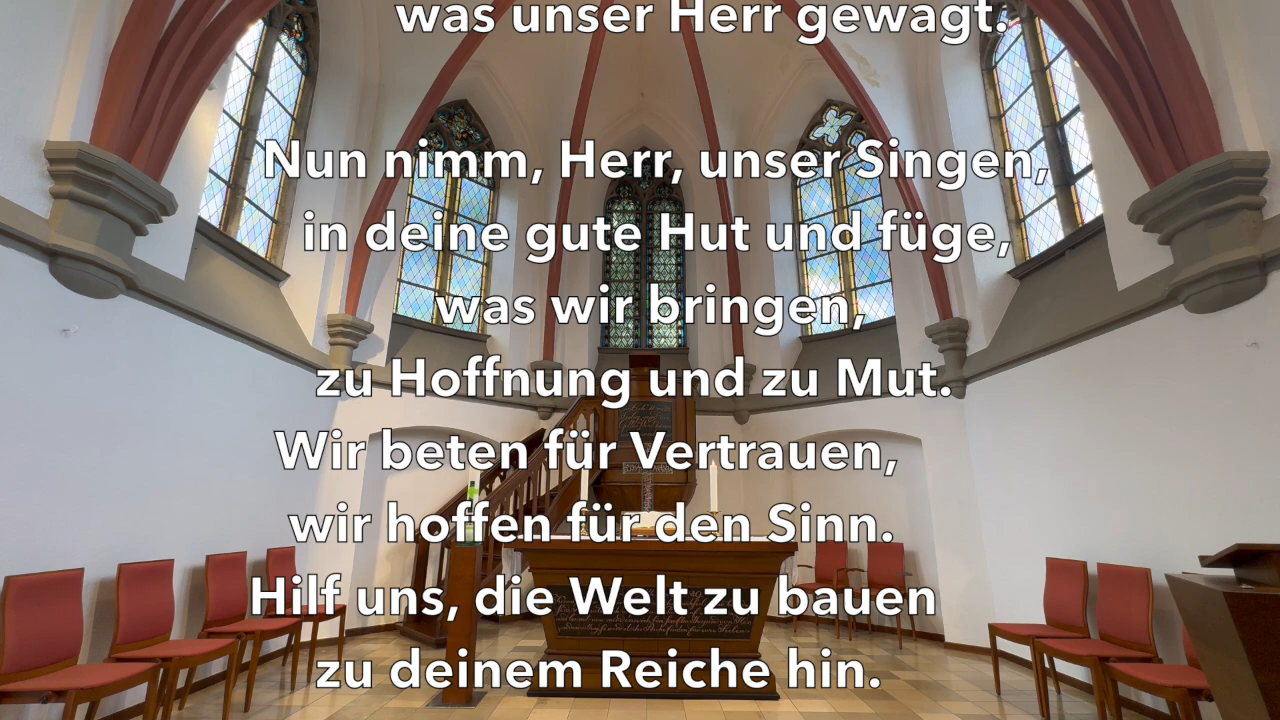 was unser Herr gewagt.
Nun nimm, Herr, unser Singen,
in deine gute Hut und füge,
was wir bringen,
zu Hoffnung und zu Mut.
Wir beten für Vertrauen,
wir hoffen für den Sinn.
Hilf uns, die Welt zu bauen
zu deinem Reiche hin.